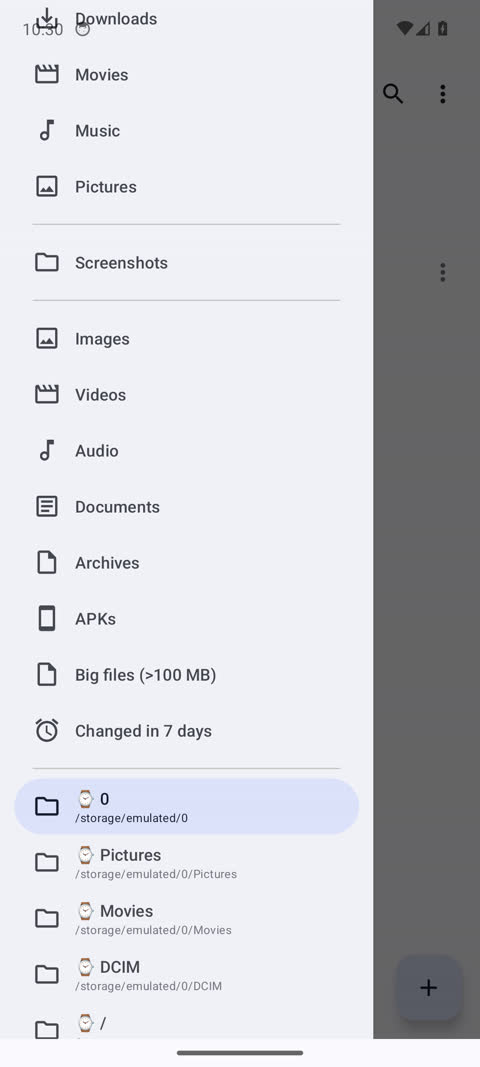 Downloads
10:30
Movies
Music
Pictures
Screenshots
Images
Videos
Audio
Documents
Archives
APKs
Big files (>100 MB)
Changed in 7 days
⌚ 0
/storage/emulated/0
⌚ Pictures
/storage/emulated/0/Pictures
⌚ Movies
/storage/emulated/0/Movies
⌚ DCIM
/storage/emulated/0/DCIM
⌚ /